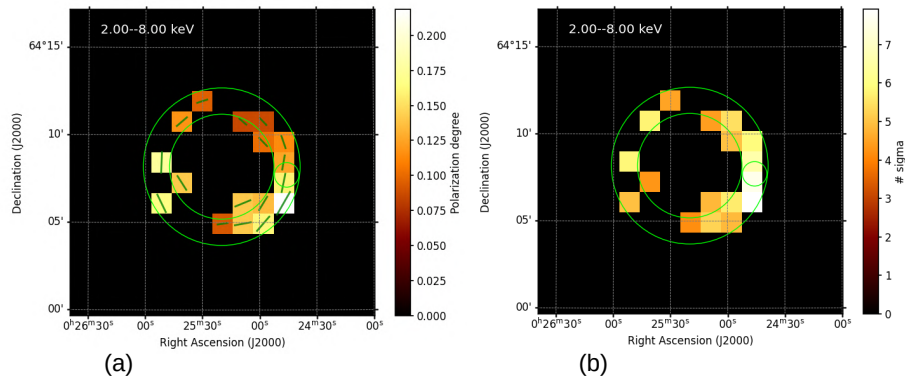 2.00--8.00 keV
64°15'
10'
05'
00'
Declination (J2000)
0h26m30s 00s 25m30s 00s 24m30s 00s
Right Ascension (J2000)
0.200
0.175
0.150
0.125
0.100
0.075
0.050
0.025
0.000
Polarization degree
(a)
2.00--8.00 keV
64°15'
10'
05'
00'
Declination (J2000)
0h26m30s 00s 25m30s 00s 24m30s 00s
Right Ascension (J2000)
7
6
5
4
3
2
1
0
# sigma
(b)